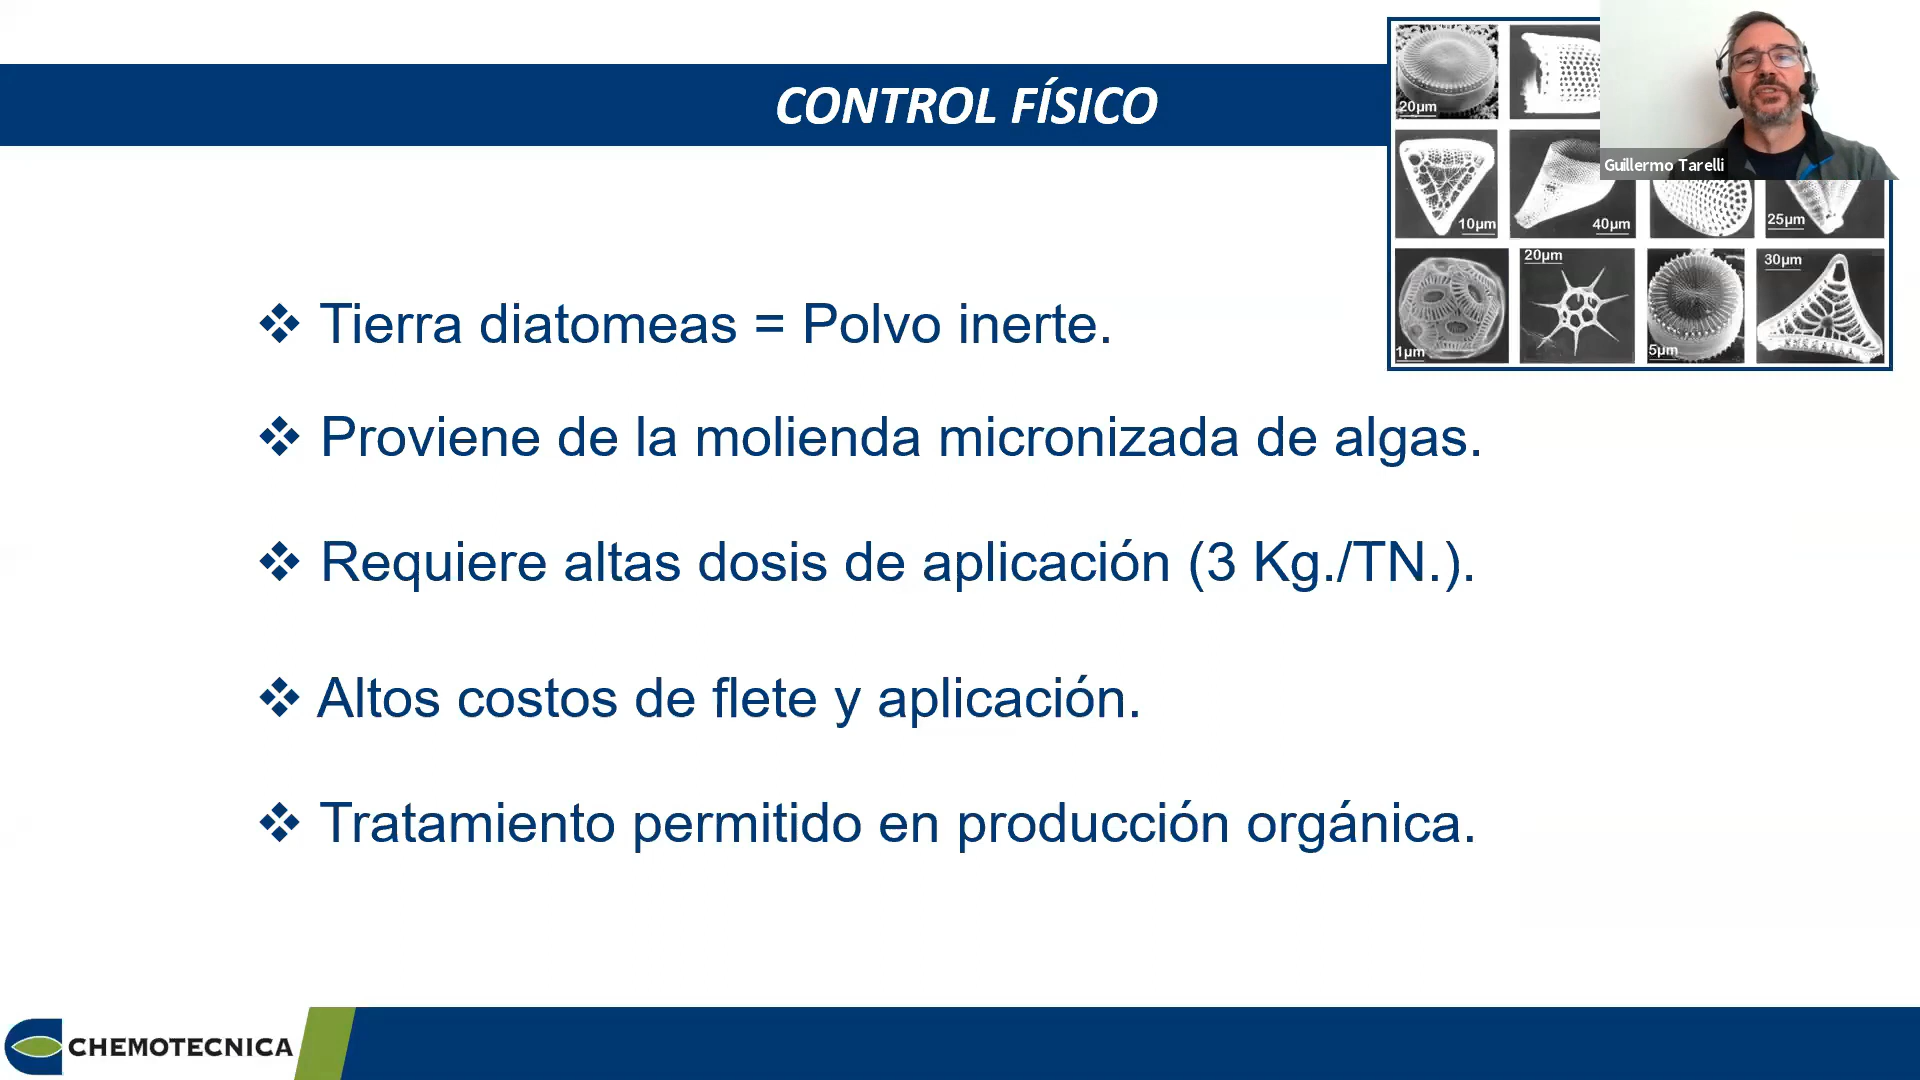 CONTROL FÍSICO
20µm
Guillermo Tarelli
10µm
40µm
25µm
20µm
30µm
1µm
5µm
❖ Tierra diatomeas = Polvo inerte.
❖ Proviene de la molienda micronizada de algas.
❖ Requiere altas dosis de aplicación (3 Kg./TN.).
❖ Altos costos de flete y aplicación.
❖ Tratamiento permitido en producción orgánica.
CHEMOTECNICA